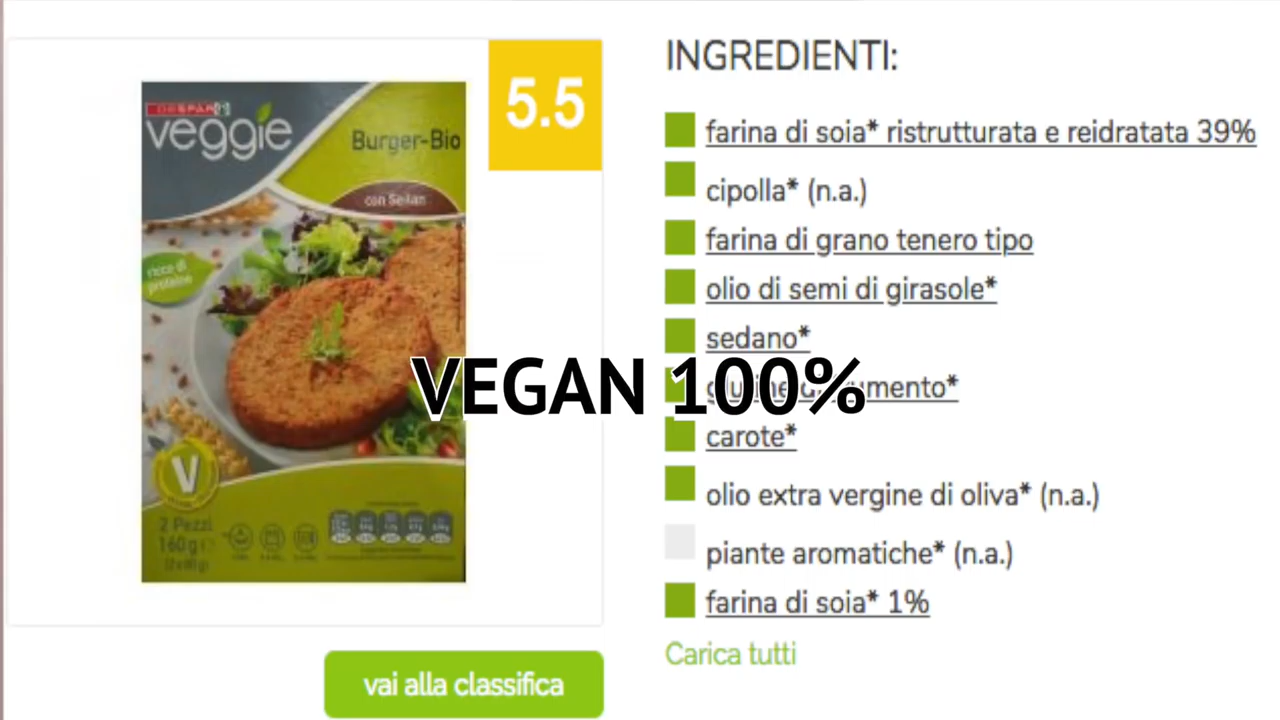 DESPAR
veggie
Burger-Bio
con Seitan
ricco di
proteine
V
2 Pezzi
160 g e
5.5
vai alla classifica
INGREDIENTI:
farina di soia* ristrutturata e reidratata 39%
cipolla* (n.a.)
farina di grano tenero tipo
olio di semi di girasole*
sedano*
VEGAN 100%
carote*
olio extra vergine di oliva* (n.a.)
piante aromatiche* (n.a.)
farina di soia* 1%
Carica tutti